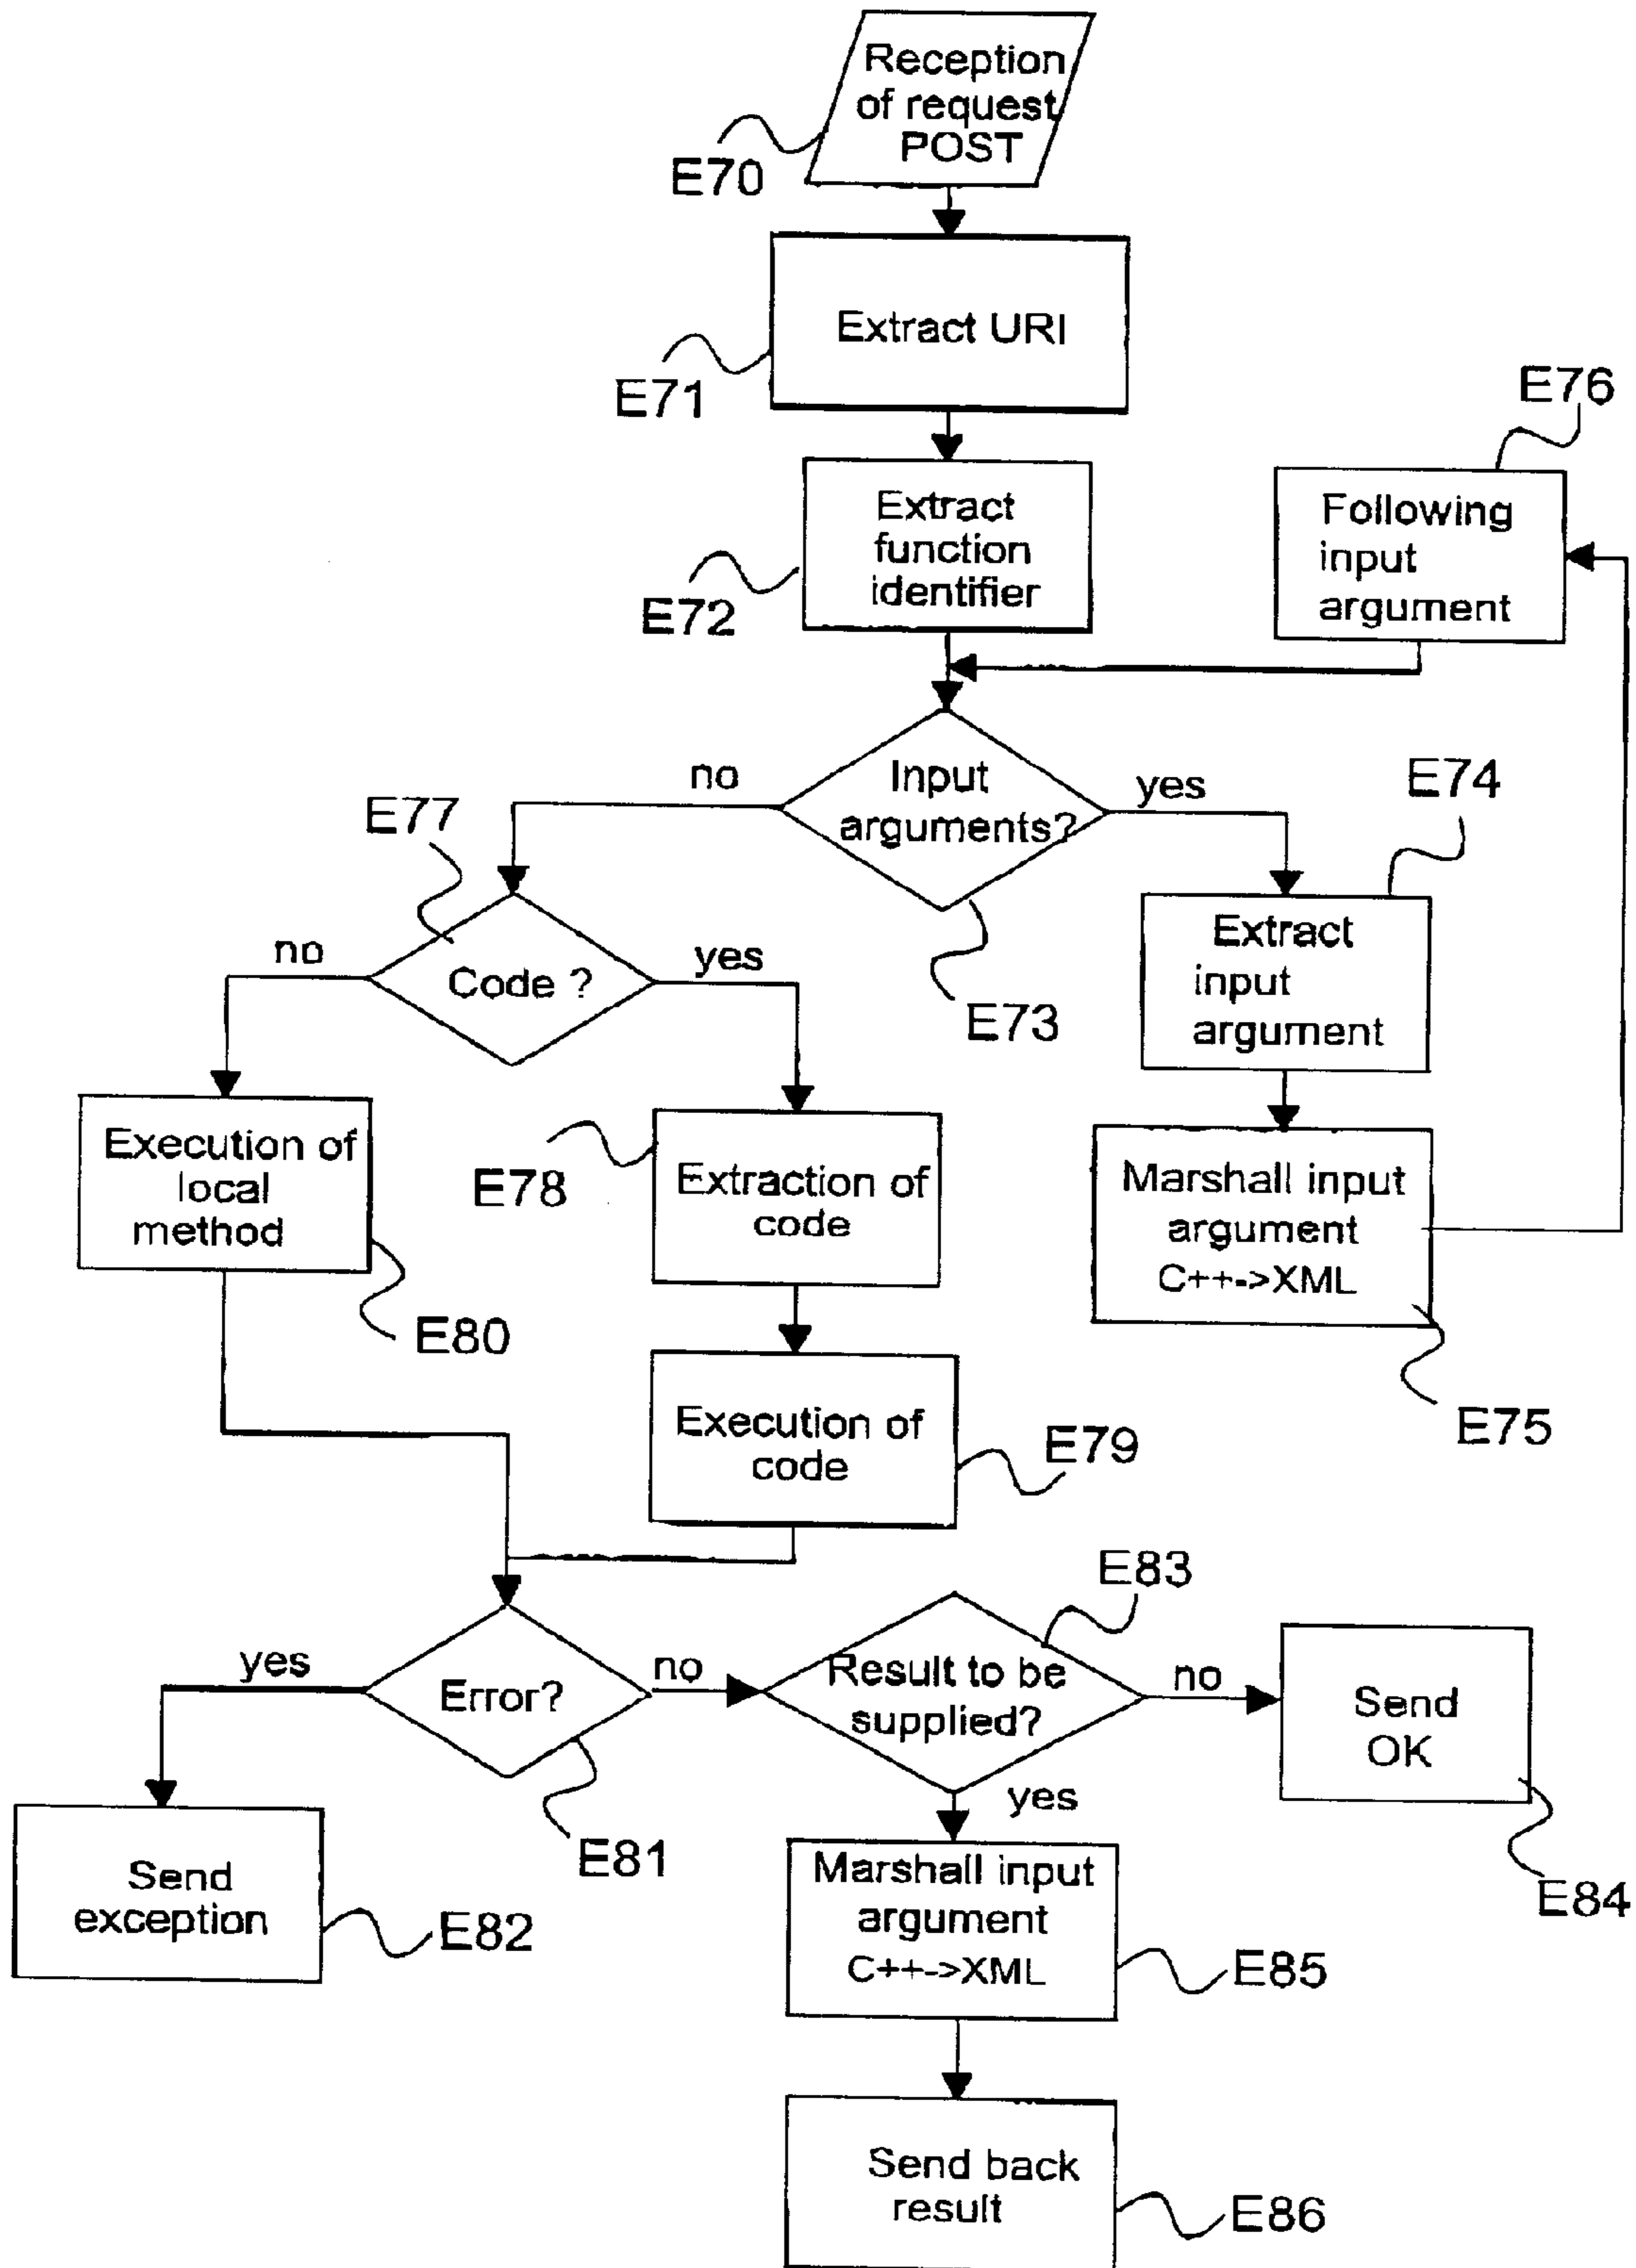 Reception
of request
POST
E70
Extract URI
E71
E76
Extract
function
identifier
E72
Following
input
argument
Input
arguments?
no
yes
E73
E74
E77
Code ?
no
yes
Extract
input
argument
Execution of
local
method
E80
E78
Extraction of
code
Marshall input
argument
C++->XML
E75
Execution of
code
E79
E83
Error?
yes
no
E81
Result to be
supplied?
no
yes
Send
OK
E84
Send
exception
E82
Marshall input
argument
C++->XML
E85
Send back
result
E86